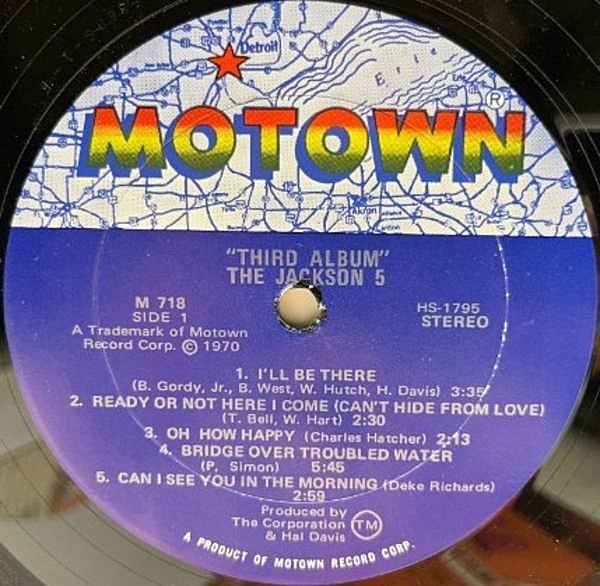 Detroit
Erie
MOTOWN®
Akron
"THIRD ALBUM"
THE JACKSON 5
M 718
SIDE 1
A Trademark of Motown
Record Corp. © 1970
HS-1795
STEREO
1. I'LL BE THERE
(B. Gordy, Jr., B. West, W. Hutch, H. Davis) 3:35
2. READY OR NOT HERE I COME (CAN'T HIDE FROM LOVE)
(T. Bell, W. Hart) 2:30
3. OH HOW HAPPY (Charles Hatcher) 2:13
4. BRIDGE OVER TROUBLED WATER
(P. Simon) 5:45
5. CAN I SEE YOU IN THE MORNING (Deke Richards)
2:59
Produced by
The Corporation TM
& Hal Davis
A PRODUCT OF MOTOWN RECORD CORP.